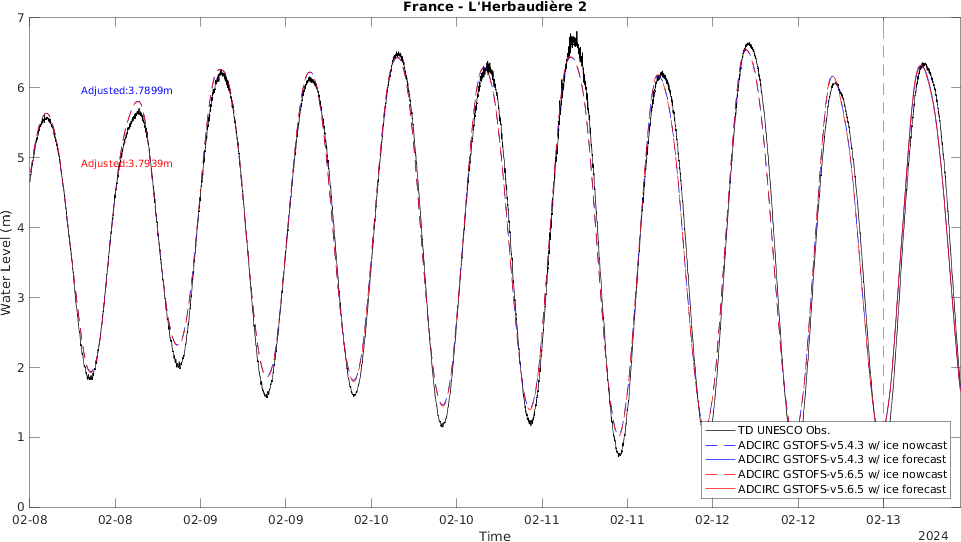 France - L'Herbaudière 2
7
6
5
4
3
2
1
0
Water Level (m)
Adjusted:3.7899m
Adjusted:3.7939m
TD UNESCO Obs.
ADCIRC GSTOFS-v5.4.3 w/ ice nowcast
ADCIRC GSTOFS-v5.4.3 w/ ice forecast
ADCIRC GSTOFS-v5.6.5 w/ ice nowcast
ADCIRC GSTOFS-v5.6.5 w/ ice forecast
02-08 02-08 02-09 02-09 02-10 02-10 02-11 02-11 02-12 02-12 02-13
Time
2024